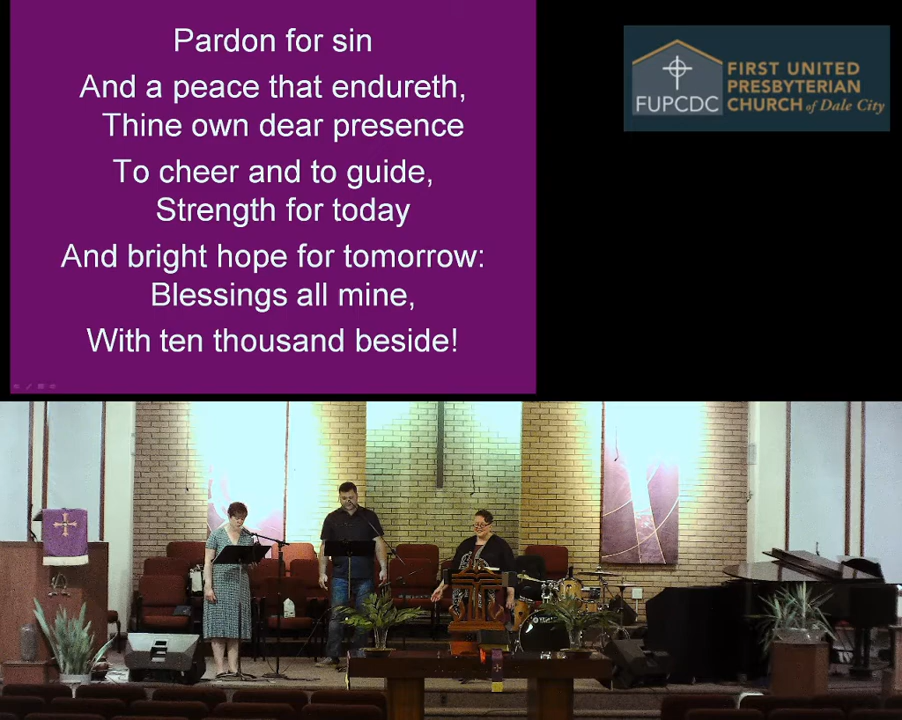 Pardon for sin
And a peace that endureth,
Thine own dear presence
To cheer and to guide,
Strength for today
And bright hope for tomorrow:
Blessings all mine,
With ten thousand beside!
FUPCDC
FIRST UNITED
PRESBYTERIAN
CHURCH of Dale City